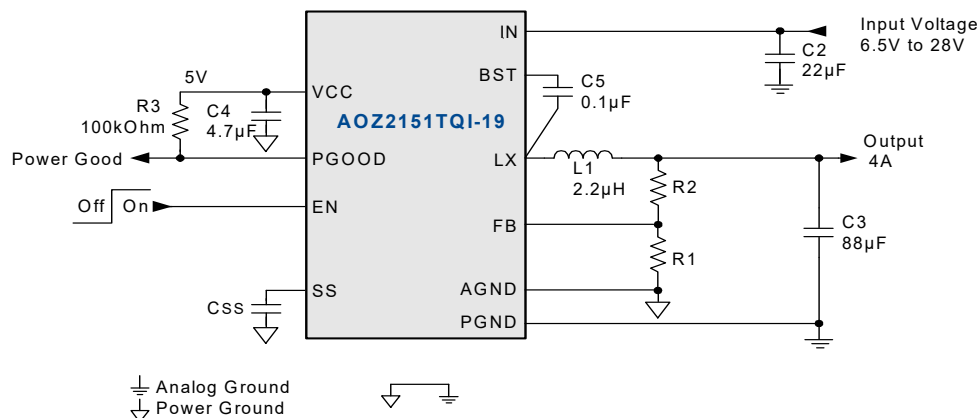 IN
Input Voltage
6.5V to 28V
C2
22µF
BST
C5
0.1µF
5V
VCC
R3
100kOhm
C4
4.7µF
AOZ2151TQI-19
Power Good
PGOOD
LX
L1
2.2µH
Output
4A
R2
Off
On
EN
FB
C3
88µF
R1
SS
CSS
AGND
PGND
Analog Ground
Power Ground